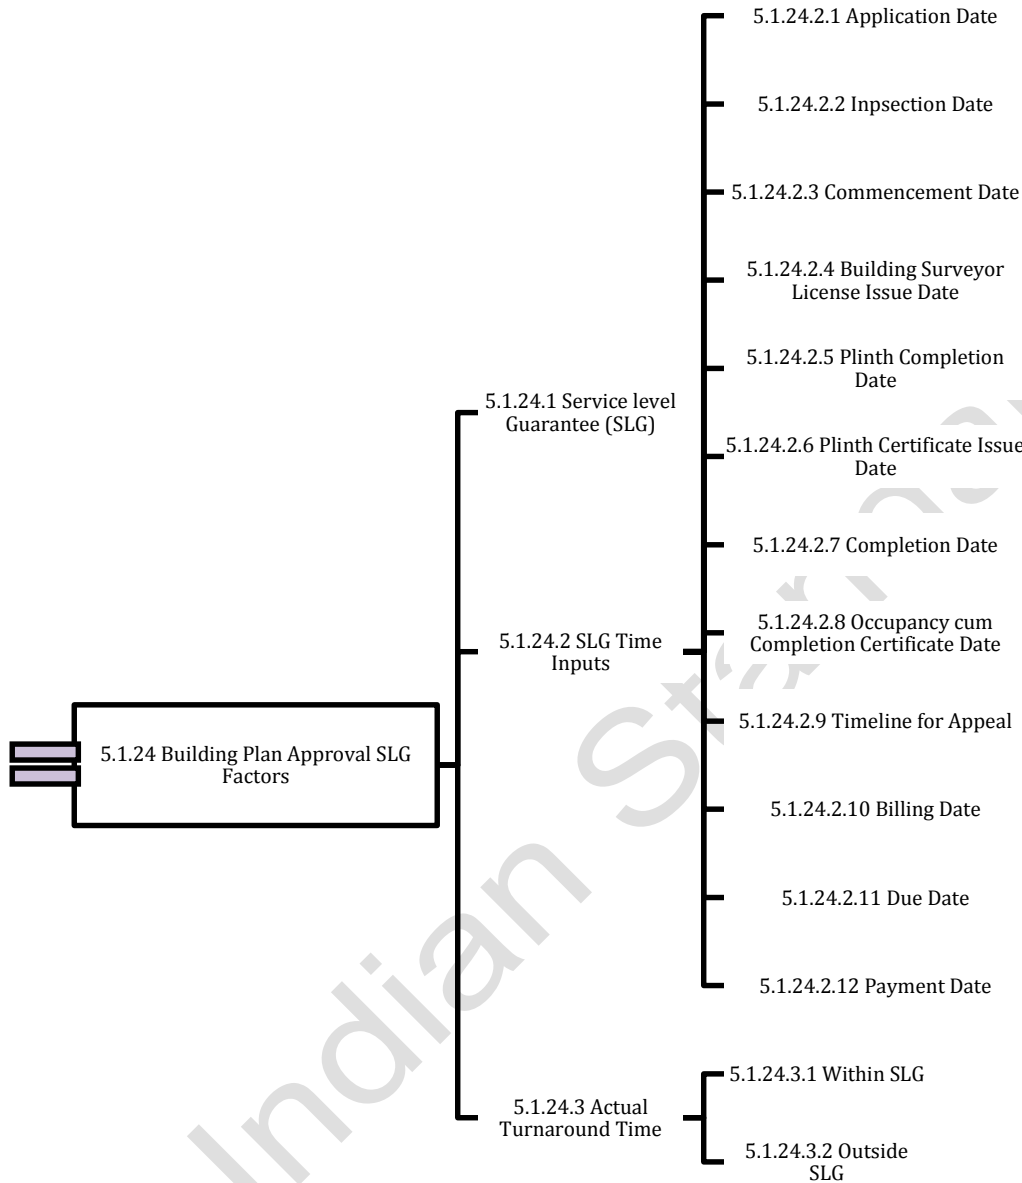 5.1.24.2.1 Application Date
5.1.24.2.2 Inpsection Date
5.1.24.2.3 Commencement Date
5.1.24.2.4 Building Surveyor
License Issue Date
5.1.24.2.5 Plinth Completion
Date
5.1.24.1 Service level
Guarantee (SLG)
5.1.24.2.6 Plinth Certificate Issue
Date
5.1.24.2.7 Completion Date
5.1.24.2.8 Occupancy cum
Completion Certificate Date
5.1.24.2 SLG Time
Inputs
5.1.24.2.9 Timeline for Appeal
5.1.24 Building Plan Approval SLG
Factors
5.1.24.2.10 Billing Date
5.1.24.2.11 Due Date
5.1.24.2.12 Payment Date
5.1.24.3.1 Within SLG
5.1.24.3 Actual
Turnaround Time
5.1.24.3.2 Outside
SLG
Indian